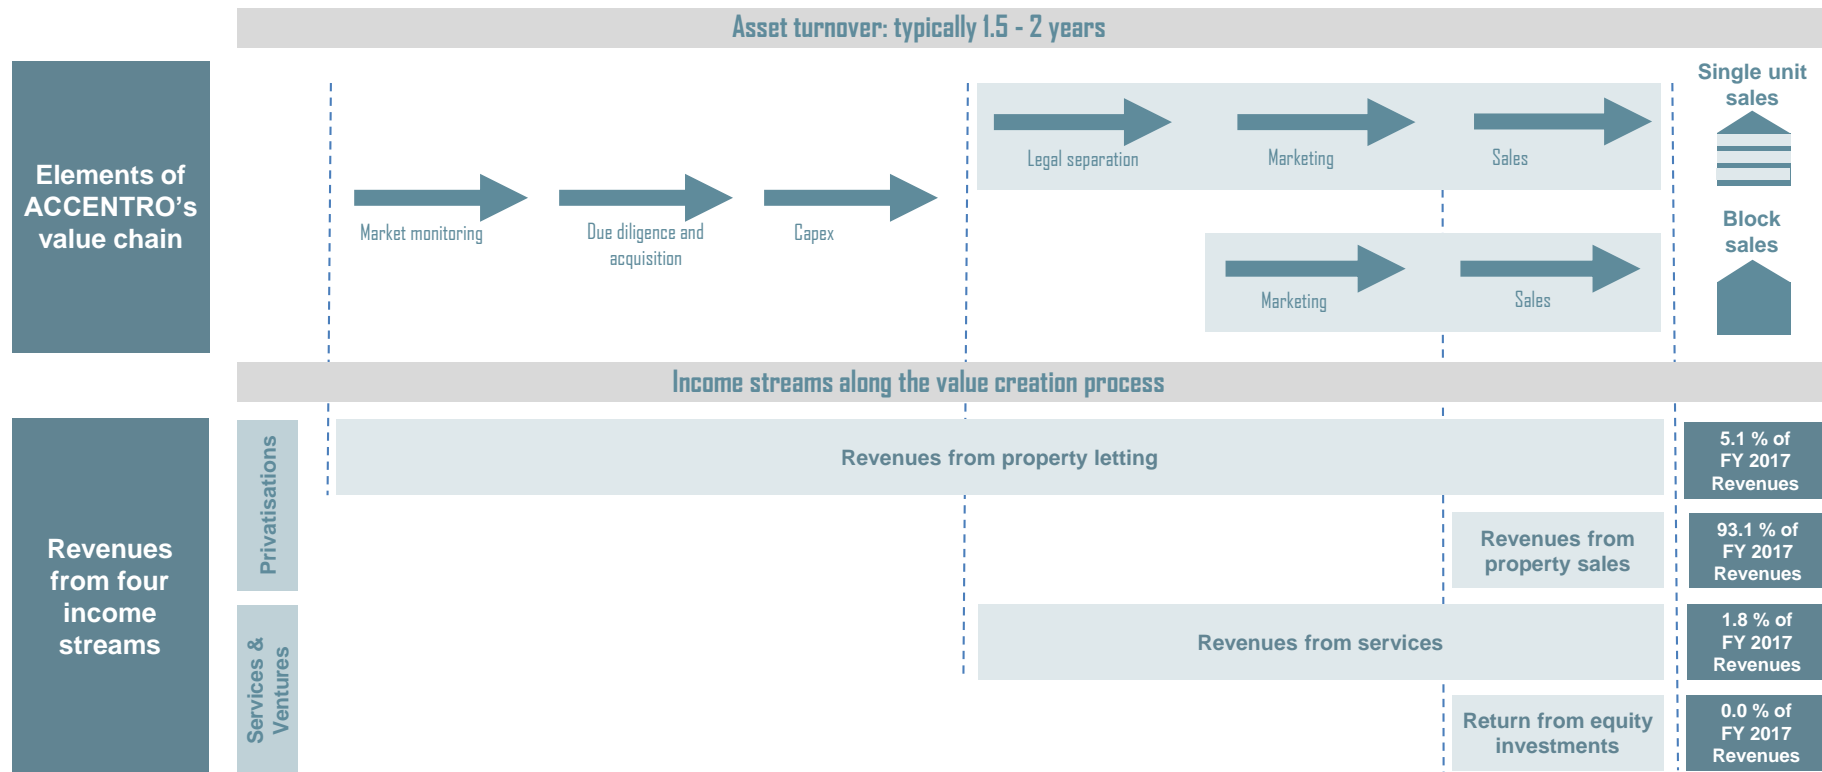 Asset turnover: typically 1.5 - 2 years
Elements of
ACCENTRO’s
value chain
Market monitoring
Due diligence and
acquisition
Capex
Legal separation
Marketing
Sales
Single unit
sales
Marketing
Sales
Block
sales
Income streams along the value creation process
Revenues
from four
income
streams
Privatisations
Revenues from property letting
5.1 % of
FY 2017
Revenues
Revenues from
property sales
93.1 % of
FY 2017
Revenues
Services &
Ventures
Revenues from services
1.8 % of
FY 2017
Revenues
Return from equity
investments
0.0 % of
FY 2017
Revenues